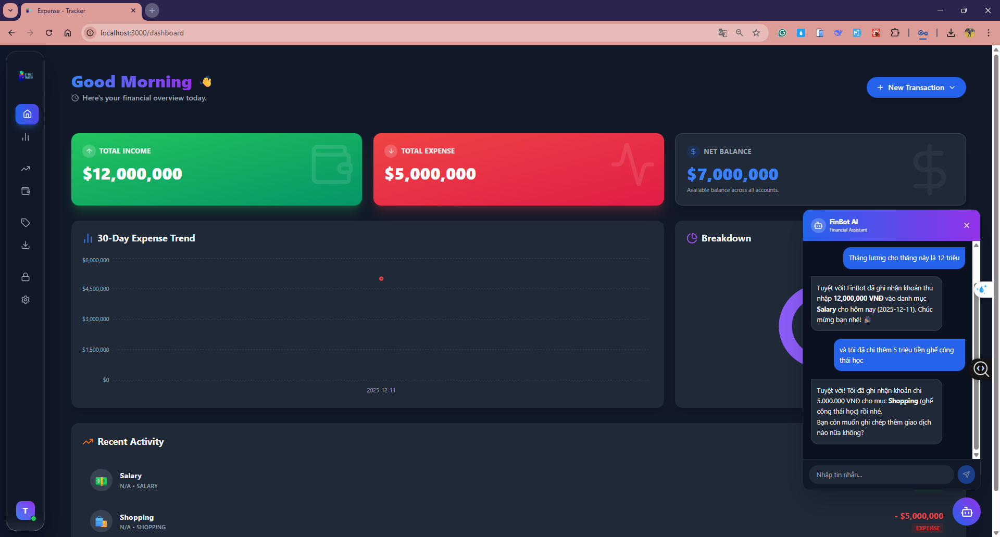 Expense - Tracker
localhost:3000/dashboard
Good Morning 👋
Here's your financial overview today.
New Transaction
TOTAL INCOME
$12,000,000
TOTAL EXPENSE
$5,000,000
NET BALANCE
$7,000,000
Available balance across all accounts.
30-Day Expense Trend
$6,000,000
$4,500,000
$3,000,000
$1,500,000
$0
2025-12-11
Breakdown
Recent Activity
Salary
N/A • SALARY
Shopping
N/A • SHOPPING
- $5,000,000
EXPENSE
T
FinBot AI
Financial Assistant
Tháng lương cho tháng này là 12 triệu
Tuyệt vời! FinBot đã ghi nhận khoản thu
nhập 12,000,000 VNĐ vào danh mục
Salary cho hôm nay (2025-12-11). Chúc
mừng bạn nhé! 🎉
và tôi đã chi thêm 5 triệu tiền ghế công
thái học
Tuyệt vời! Tôi đã ghi nhận khoản chi
5.000.000 VNĐ cho mục Shopping (ghế
công thái học) rồi nhé.
Bạn còn muốn ghi chép thêm giao dịch
nào nữa không?
Nhập tin nhắn...